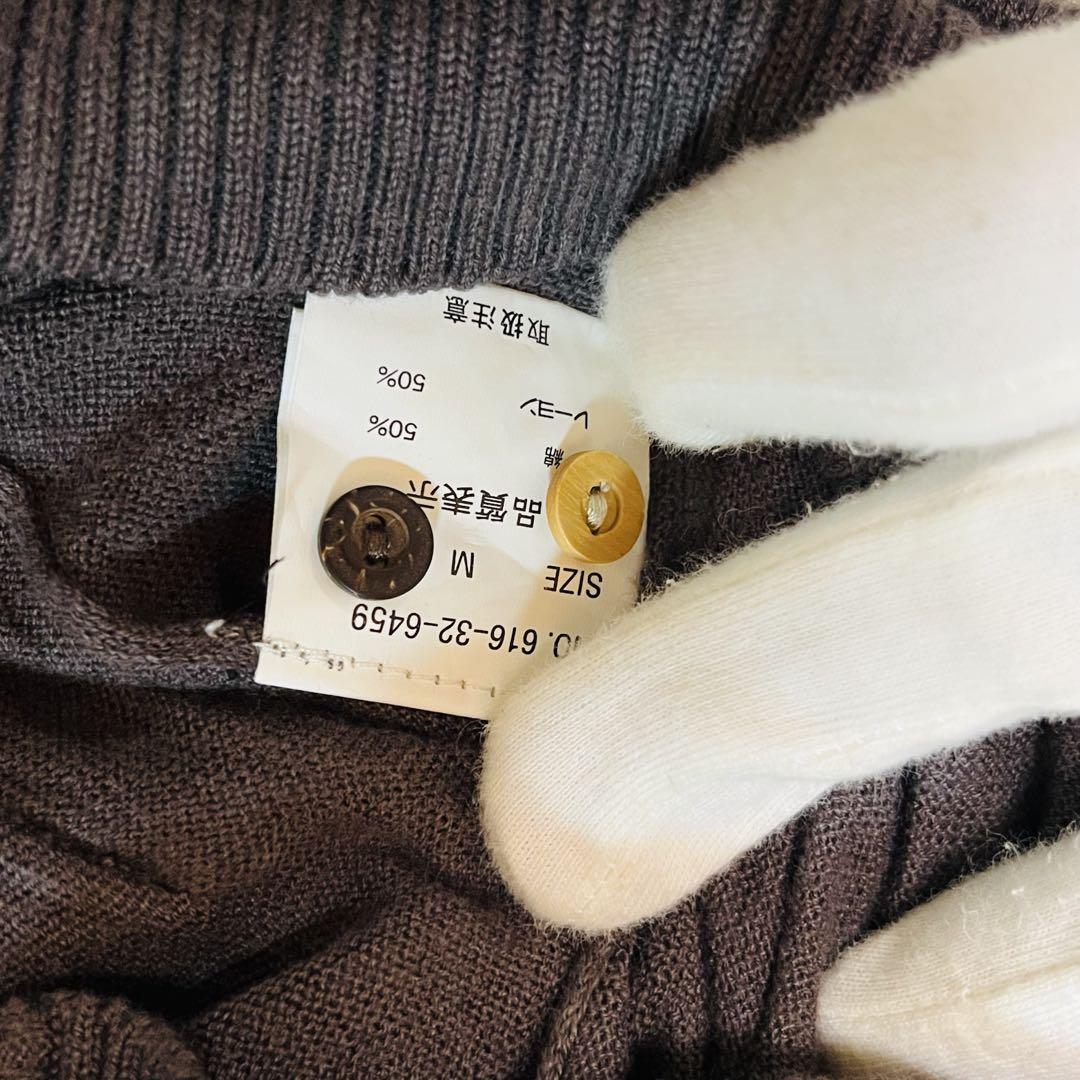 NO. 616-32-6459
SIZE M
品質表示
綿 50%
レーヨン 50%
取扱注意